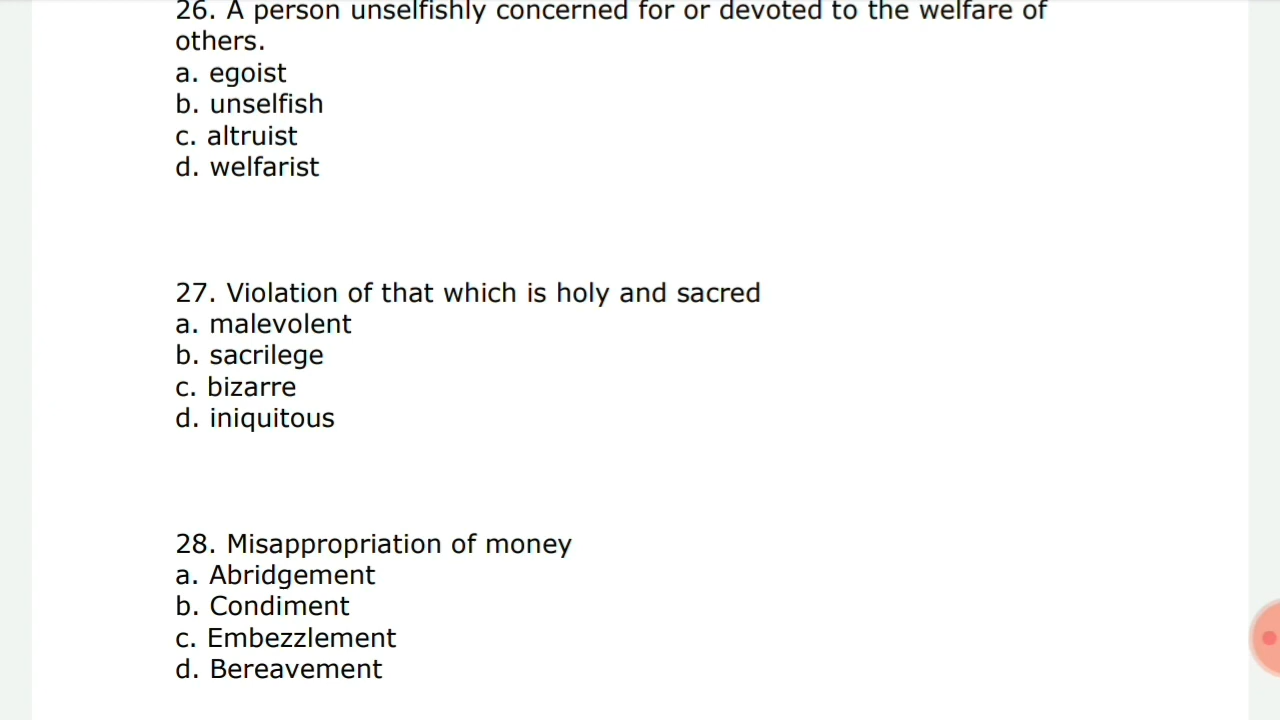 26. A person unselfishly concerned for or devoted to the welfare of
others.
a. egoist
b. unselfish
c. altruist
d. welfarist
27. Violation of that which is holy and sacred
a. malevolent
b. sacrilege
c. bizarre
d. iniquitous
28. Misappropriation of money
a. Abridgement
b. Condiment
c. Embezzlement
d. Bereavement